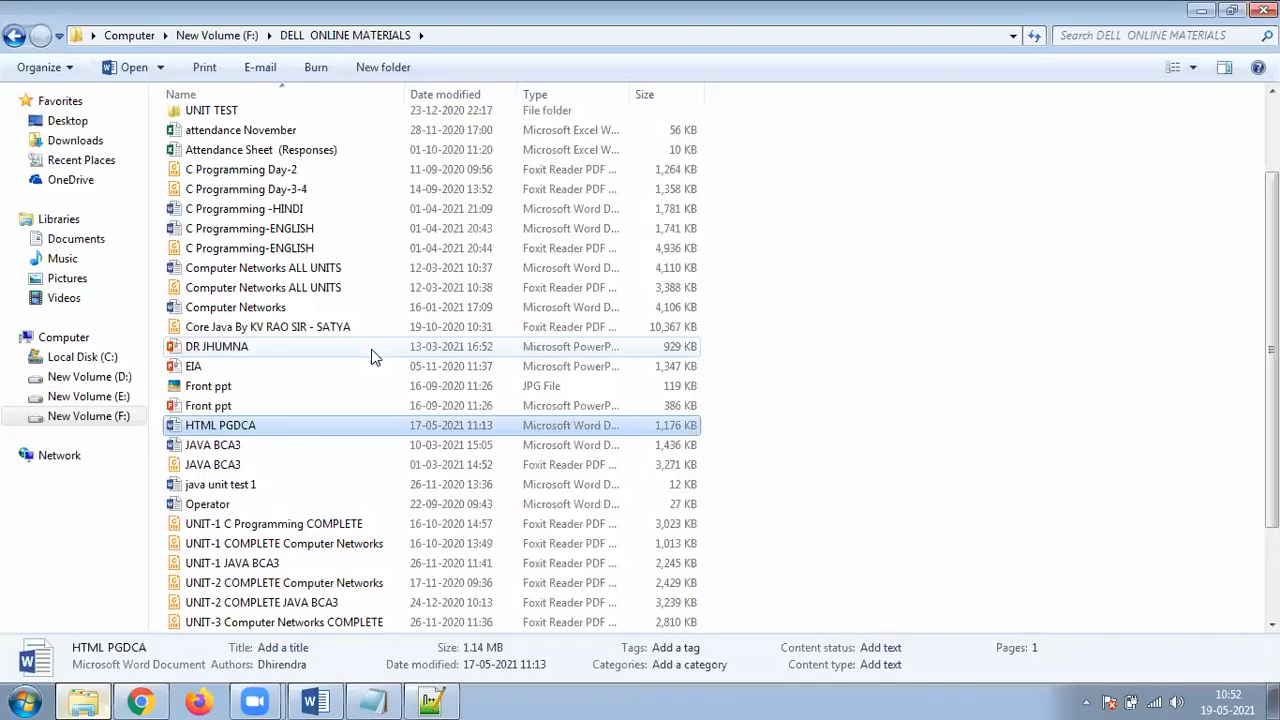 Computer New Volume (F:) DELL ONLINE MATERIALS Search DELL ONLINE MATERIALS
Organize Open Print E-mail Burn New folder
Name Date modified Type Size
Favorites
Desktop
Downloads
Recent Places
OneDrive
Libraries
Documents
Music
Pictures
Videos
Computer
Local Disk (C:)
New Volume (D:)
New Volume (E:)
New Volume (F:)
Network
UNIT TEST 23-12-2020 22:17 File folder
attendance November 28-11-2020 17:00 Microsoft Excel W... 56 KB
Attendance Sheet (Responses) 01-10-2020 11:20 Microsoft Excel W... 10 KB
C Programming Day-2 11-09-2020 09:56 Foxit Reader PDF ... 1,264 KB
C Programming Day-3-4 14-09-2020 13:52 Foxit Reader PDF ... 1,358 KB
C Programming -HINDI 01-04-2021 21:09 Microsoft Word D... 1,781 KB
C Programming-ENGLISH 01-04-2021 20:43 Microsoft Word D... 1,741 KB
C Programming-ENGLISH 01-04-2021 20:44 Foxit Reader PDF ... 4,936 KB
Computer Networks ALL UNITS 12-03-2021 10:37 Microsoft Word D... 4,110 KB
Computer Networks ALL UNITS 12-03-2021 10:38 Foxit Reader PDF ... 3,388 KB
Computer Networks 16-01-2021 17:09 Microsoft Word D... 4,106 KB
Core Java By KV RAO SIR - SATYA 19-10-2020 10:31 Foxit Reader PDF ... 10,367 KB
DR JHUMNA 13-03-2021 16:52 Microsoft PowerP... 929 KB
EIA 05-11-2020 11:37 Microsoft PowerP... 1,347 KB
Front ppt 16-09-2020 11:26 JPG File 119 KB
Front ppt 16-09-2020 11:26 Microsoft PowerP... 386 KB
HTML PGDCA 17-05-2021 11:13 Microsoft Word D... 1,176 KB
JAVA BCA3 10-03-2021 15:05 Microsoft Word D... 1,436 KB
JAVA BCA3 01-03-2021 14:52 Foxit Reader PDF ... 3,271 KB
java unit test 1 26-11-2020 13:36 Microsoft Word D... 12 KB
Operator 22-09-2020 09:43 Microsoft Word D... 27 KB
UNIT-1 C Programming COMPLETE 16-10-2020 14:57 Foxit Reader PDF ... 3,023 KB
UNIT-1 COMPLETE Computer Networks 16-10-2020 13:49 Foxit Reader PDF ... 1,013 KB
UNIT-1 JAVA BCA3 26-11-2020 11:41 Foxit Reader PDF ... 2,245 KB
UNIT-2 COMPLETE Computer Networks 17-11-2020 09:36 Foxit Reader PDF ... 2,429 KB
UNIT-2 COMPLETE JAVA BCA3 24-12-2020 10:13 Foxit Reader PDF ... 3,239 KB
UNIT-3 Computer Networks COMPLETE 26-11-2020 11:36 Foxit Reader PDF ... 2,810 KB
HTML PGDCA Title: Add a title Size: 1.14 MB Tags: Add a tag Content status: Add text Pages: 1
Microsoft Word Document Authors: Dhirendra Date modified: 17-05-2021 11:13 Categories: Add a category Content type: Add text
10:52
19-05-2021